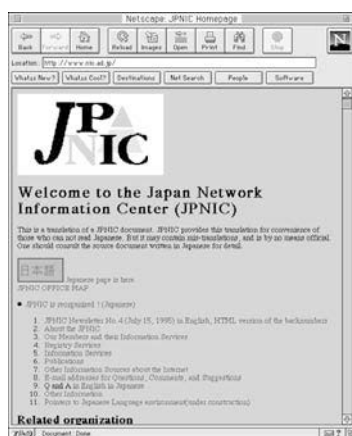 Netscape: JPNIC Homepage
Back Forward Home Reload Images Open Print Find Stop
N
Location: http://www.nic.ad.jp/
What's New? What's Cool? Destinations Net Search People Software
JPNIC
Welcome to the Japan Network
Information Center (JPNIC)
This is a translation of a JPNIC document. JPNIC provides this translation for convenience of
those who can not read Japanese. But it may contain mis-translations, and is by no means official.
One should consult the source document written in Japanese for detail.
日本語 Japanese page is here.
JPNIC OFFICE MAP
JPNIC is reorganized ! (Japanese)
1. JPNIC Newsletter No. 4 (July 15, 1995) in English, HTML version of the backnumbers
2. About the JPNIC
3. Our Members and their Information Services
4. Registry Services
5. Information Services
6. Publications
7. Other Information Sources about the Internet
8. E-mail addresses for Questions, Comments, and Suggestions
9. Q and A in English in Japanese
10. Other Information
11. Pointers to Japanese Language environment(under construction)
Related organization
Document: Done.